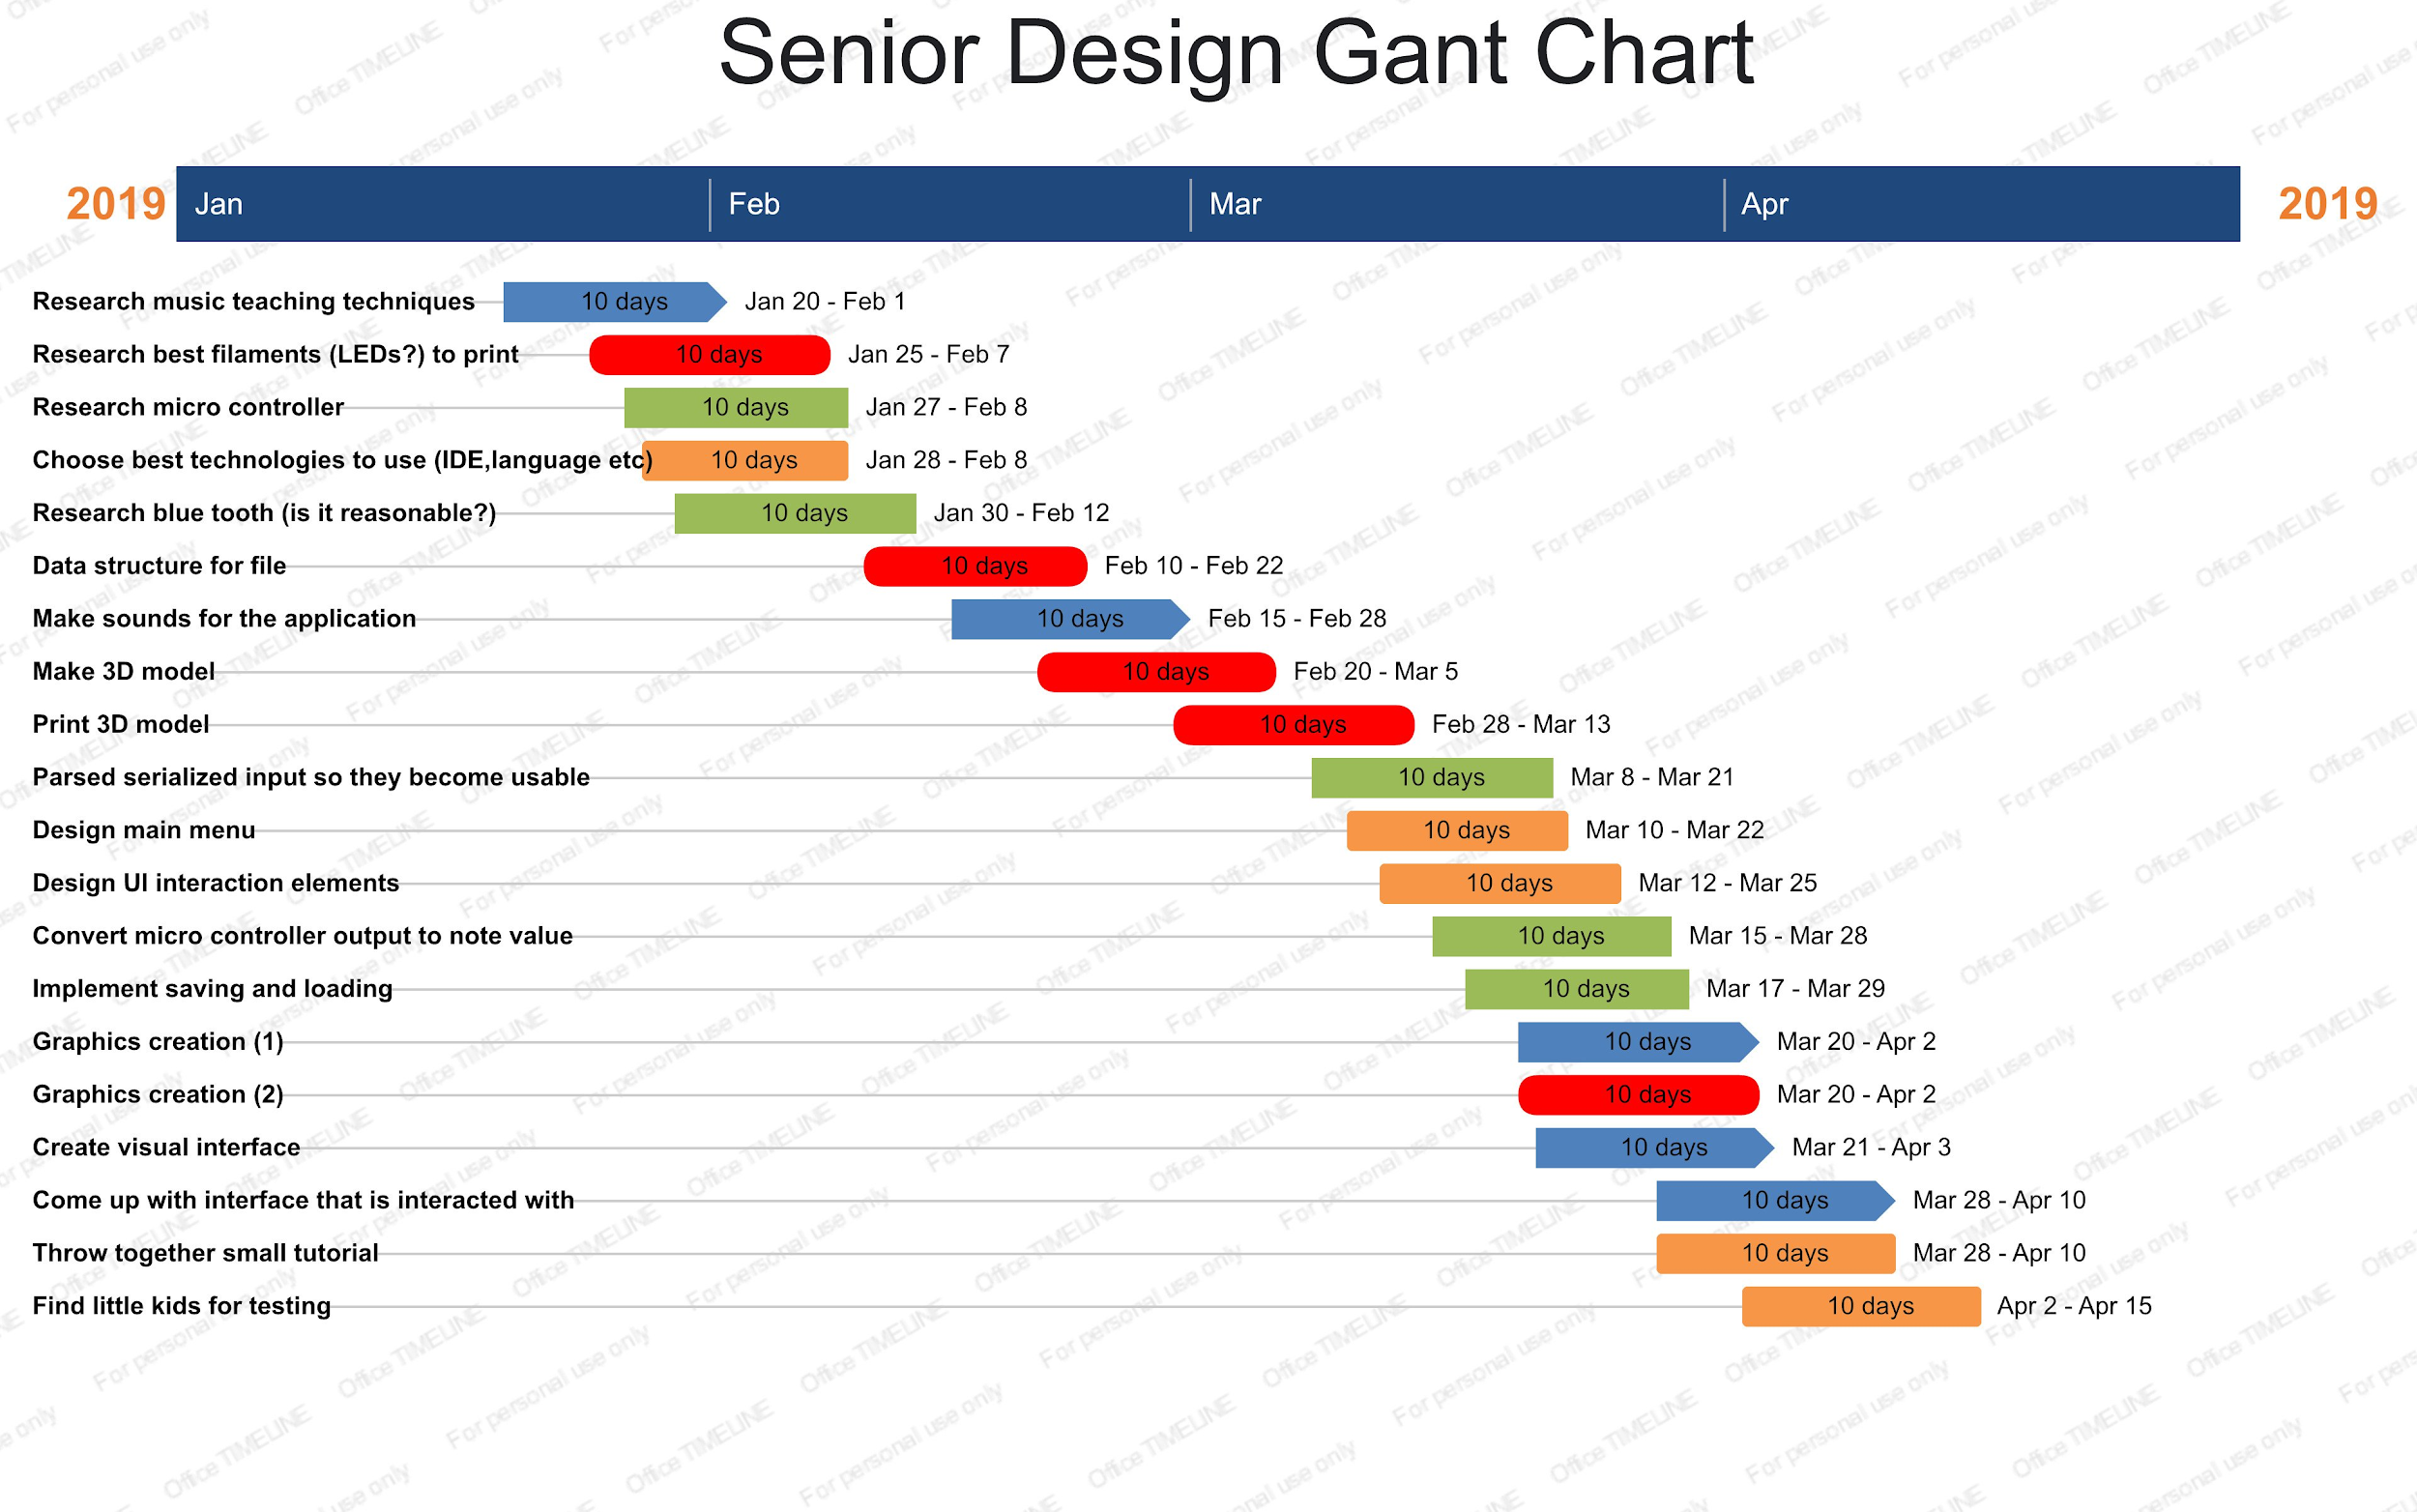 Senior Design Gant Chart
2019 Jan Feb Mar Apr 2019
Research music teaching techniques 10 days Jan 20 - Feb 1
Research best filaments (LEDs?) to print 10 days Jan 25 - Feb 7
Research micro controller 10 days Jan 27 - Feb 8
Choose best technologies to use (IDE,language etc) 10 days Jan 28 - Feb 8
Research blue tooth (is it reasonable?) 10 days Jan 30 - Feb 12
Data structure for file 10 days Feb 10 - Feb 22
Make sounds for the application 10 days Feb 15 - Feb 28
Make 3D model 10 days Feb 20 - Mar 5
Print 3D model 10 days Feb 28 - Mar 13
Parsed serialized input so they become usable 10 days Mar 8 - Mar 21
Design main menu 10 days Mar 10 - Mar 22
Design UI interaction elements 10 days Mar 12 - Mar 25
Convert micro controller output to note value 10 days Mar 15 - Mar 28
Implement saving and loading 10 days Mar 17 - Mar 29
Graphics creation (1) 10 days Mar 20 - Apr 2
Graphics creation (2) 10 days Mar 20 - Apr 2
Create visual interface 10 days Mar 21 - Apr 3
Come up with interface that is interacted with 10 days Mar 28 - Apr 10
Throw together small tutorial 10 days Mar 28 - Apr 10
Find little kids for testing 10 days Apr 2 - Apr 15
For personal use only Office TIMELINE